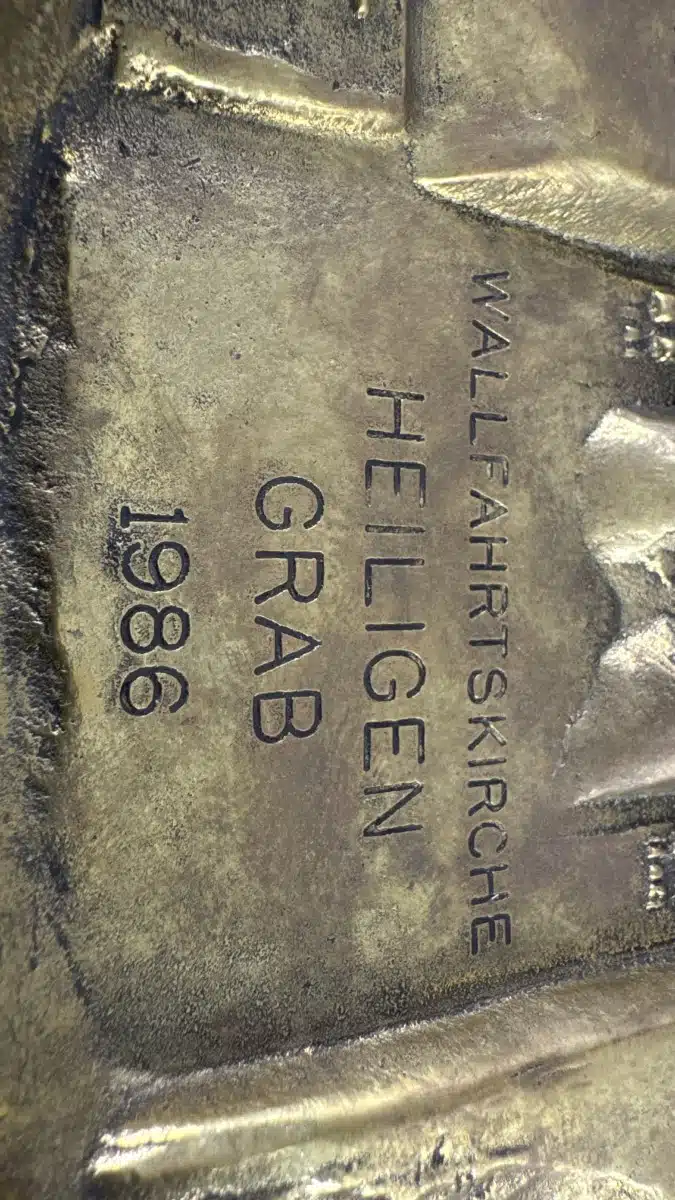 WALLFAHRTSKIRCHE
HEILIGEN
GRAB
1986